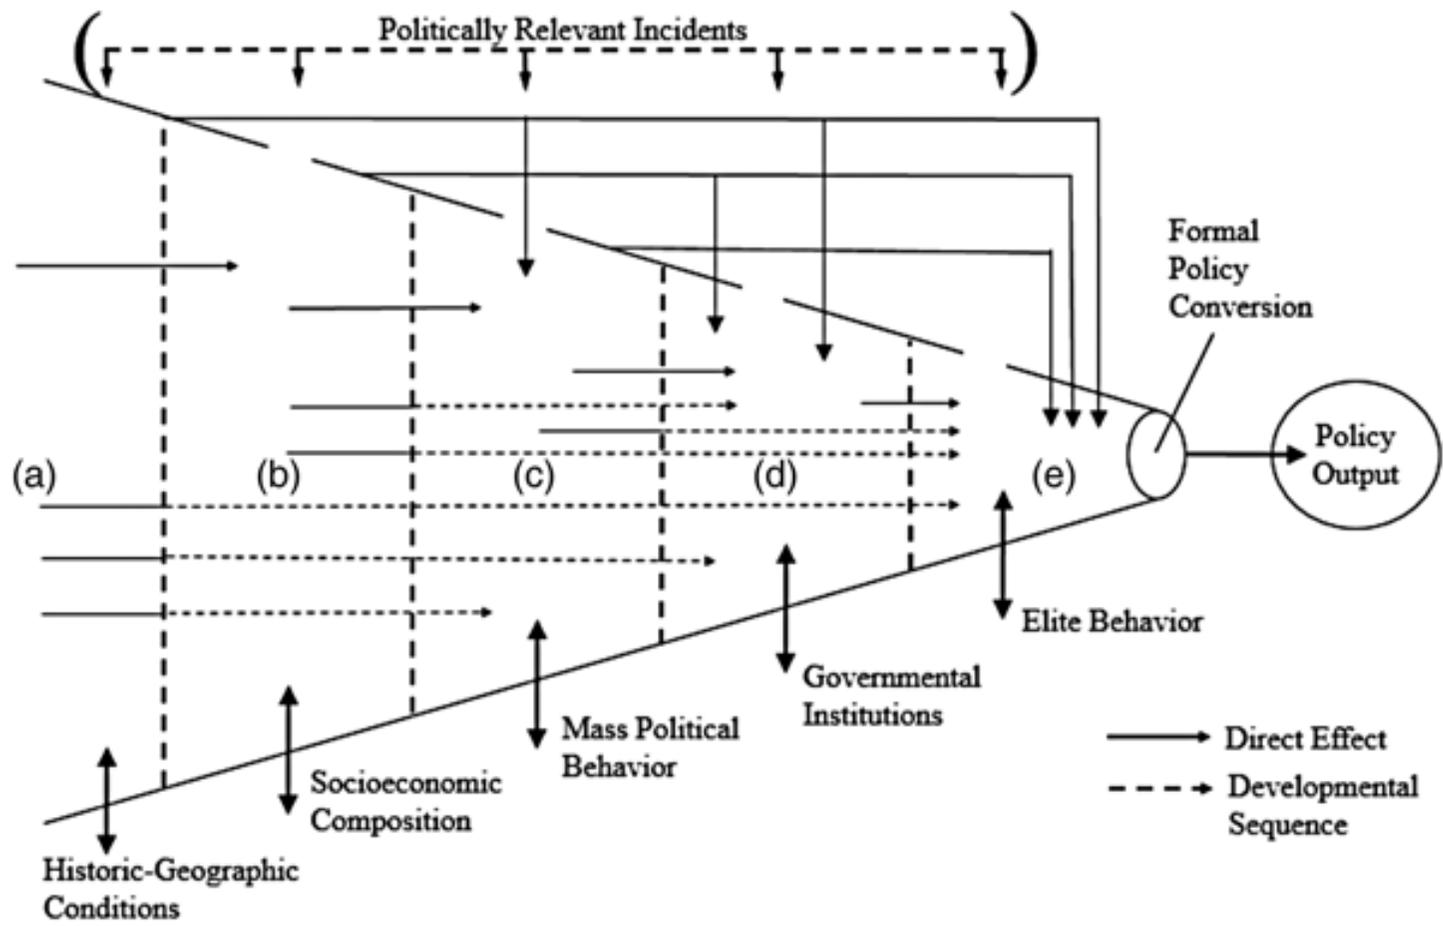 Politically Relevant Incidents
Formal
Policy
Conversion
Policy
Output
(a)
(b)
(c)
(d)
(e)
Elite Behavior
Governmental
Institutions
Mass Political
Behavior
Socioeconomic
Composition
Historic-Geographic
Conditions
Direct Effect
Developmental
Sequence